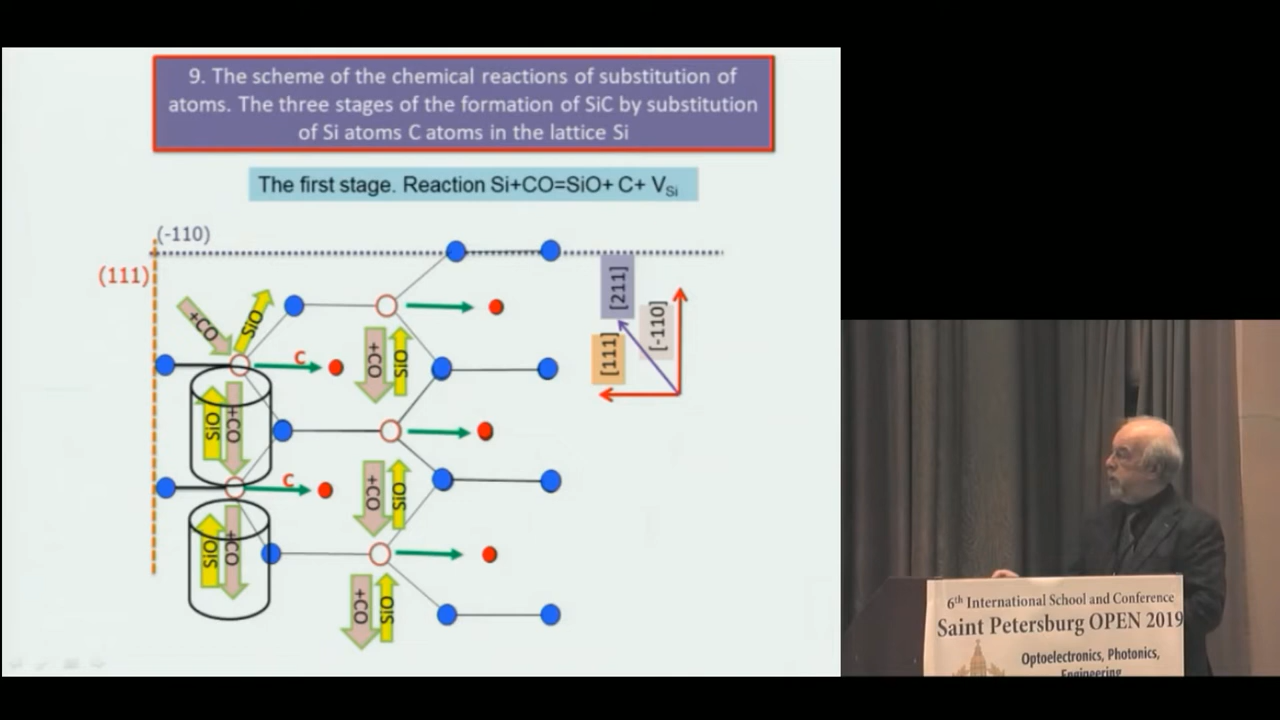 9. The scheme of the chemical reactions of substitution of
atoms. The three stages of the formation of SiC by substitution
of Si atoms C atoms in the lattice Si
The first stage. Reaction Si+CO=SiO+ C+ V_Si
(-110)
(111)
+CO
SiO
C
+CO
SiO
[211]
[-110]
[111]
SiO
+CO
C
+CO
SiO
SiO
+CO
+CO
SiO
6th International School and Conference
Saint Petersburg OPEN 2019
Optoelectronics, Photonics,
Engineering